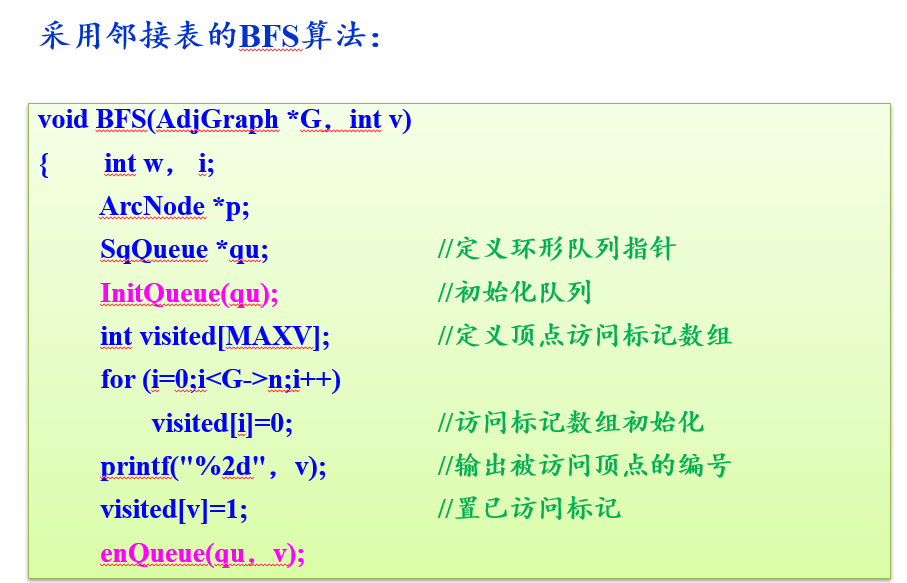 采用邻接表的BFS算法：
void BFS(AdjGraph *G，int v)
{ int w， i;
ArcNode *p;
SqQueue *qu; //定义环形队列指针
InitQueue(qu); //初始化队列
int visited[MAXV]; //定义顶点访问标记数组
for (i=0;i<G->n;i++)
visited[i]=0; //访问标记数组初始化
printf("%2d"，v); //输出被访问顶点的编号
visited[v]=1; //置已访问标记
enQueue(qu，v);